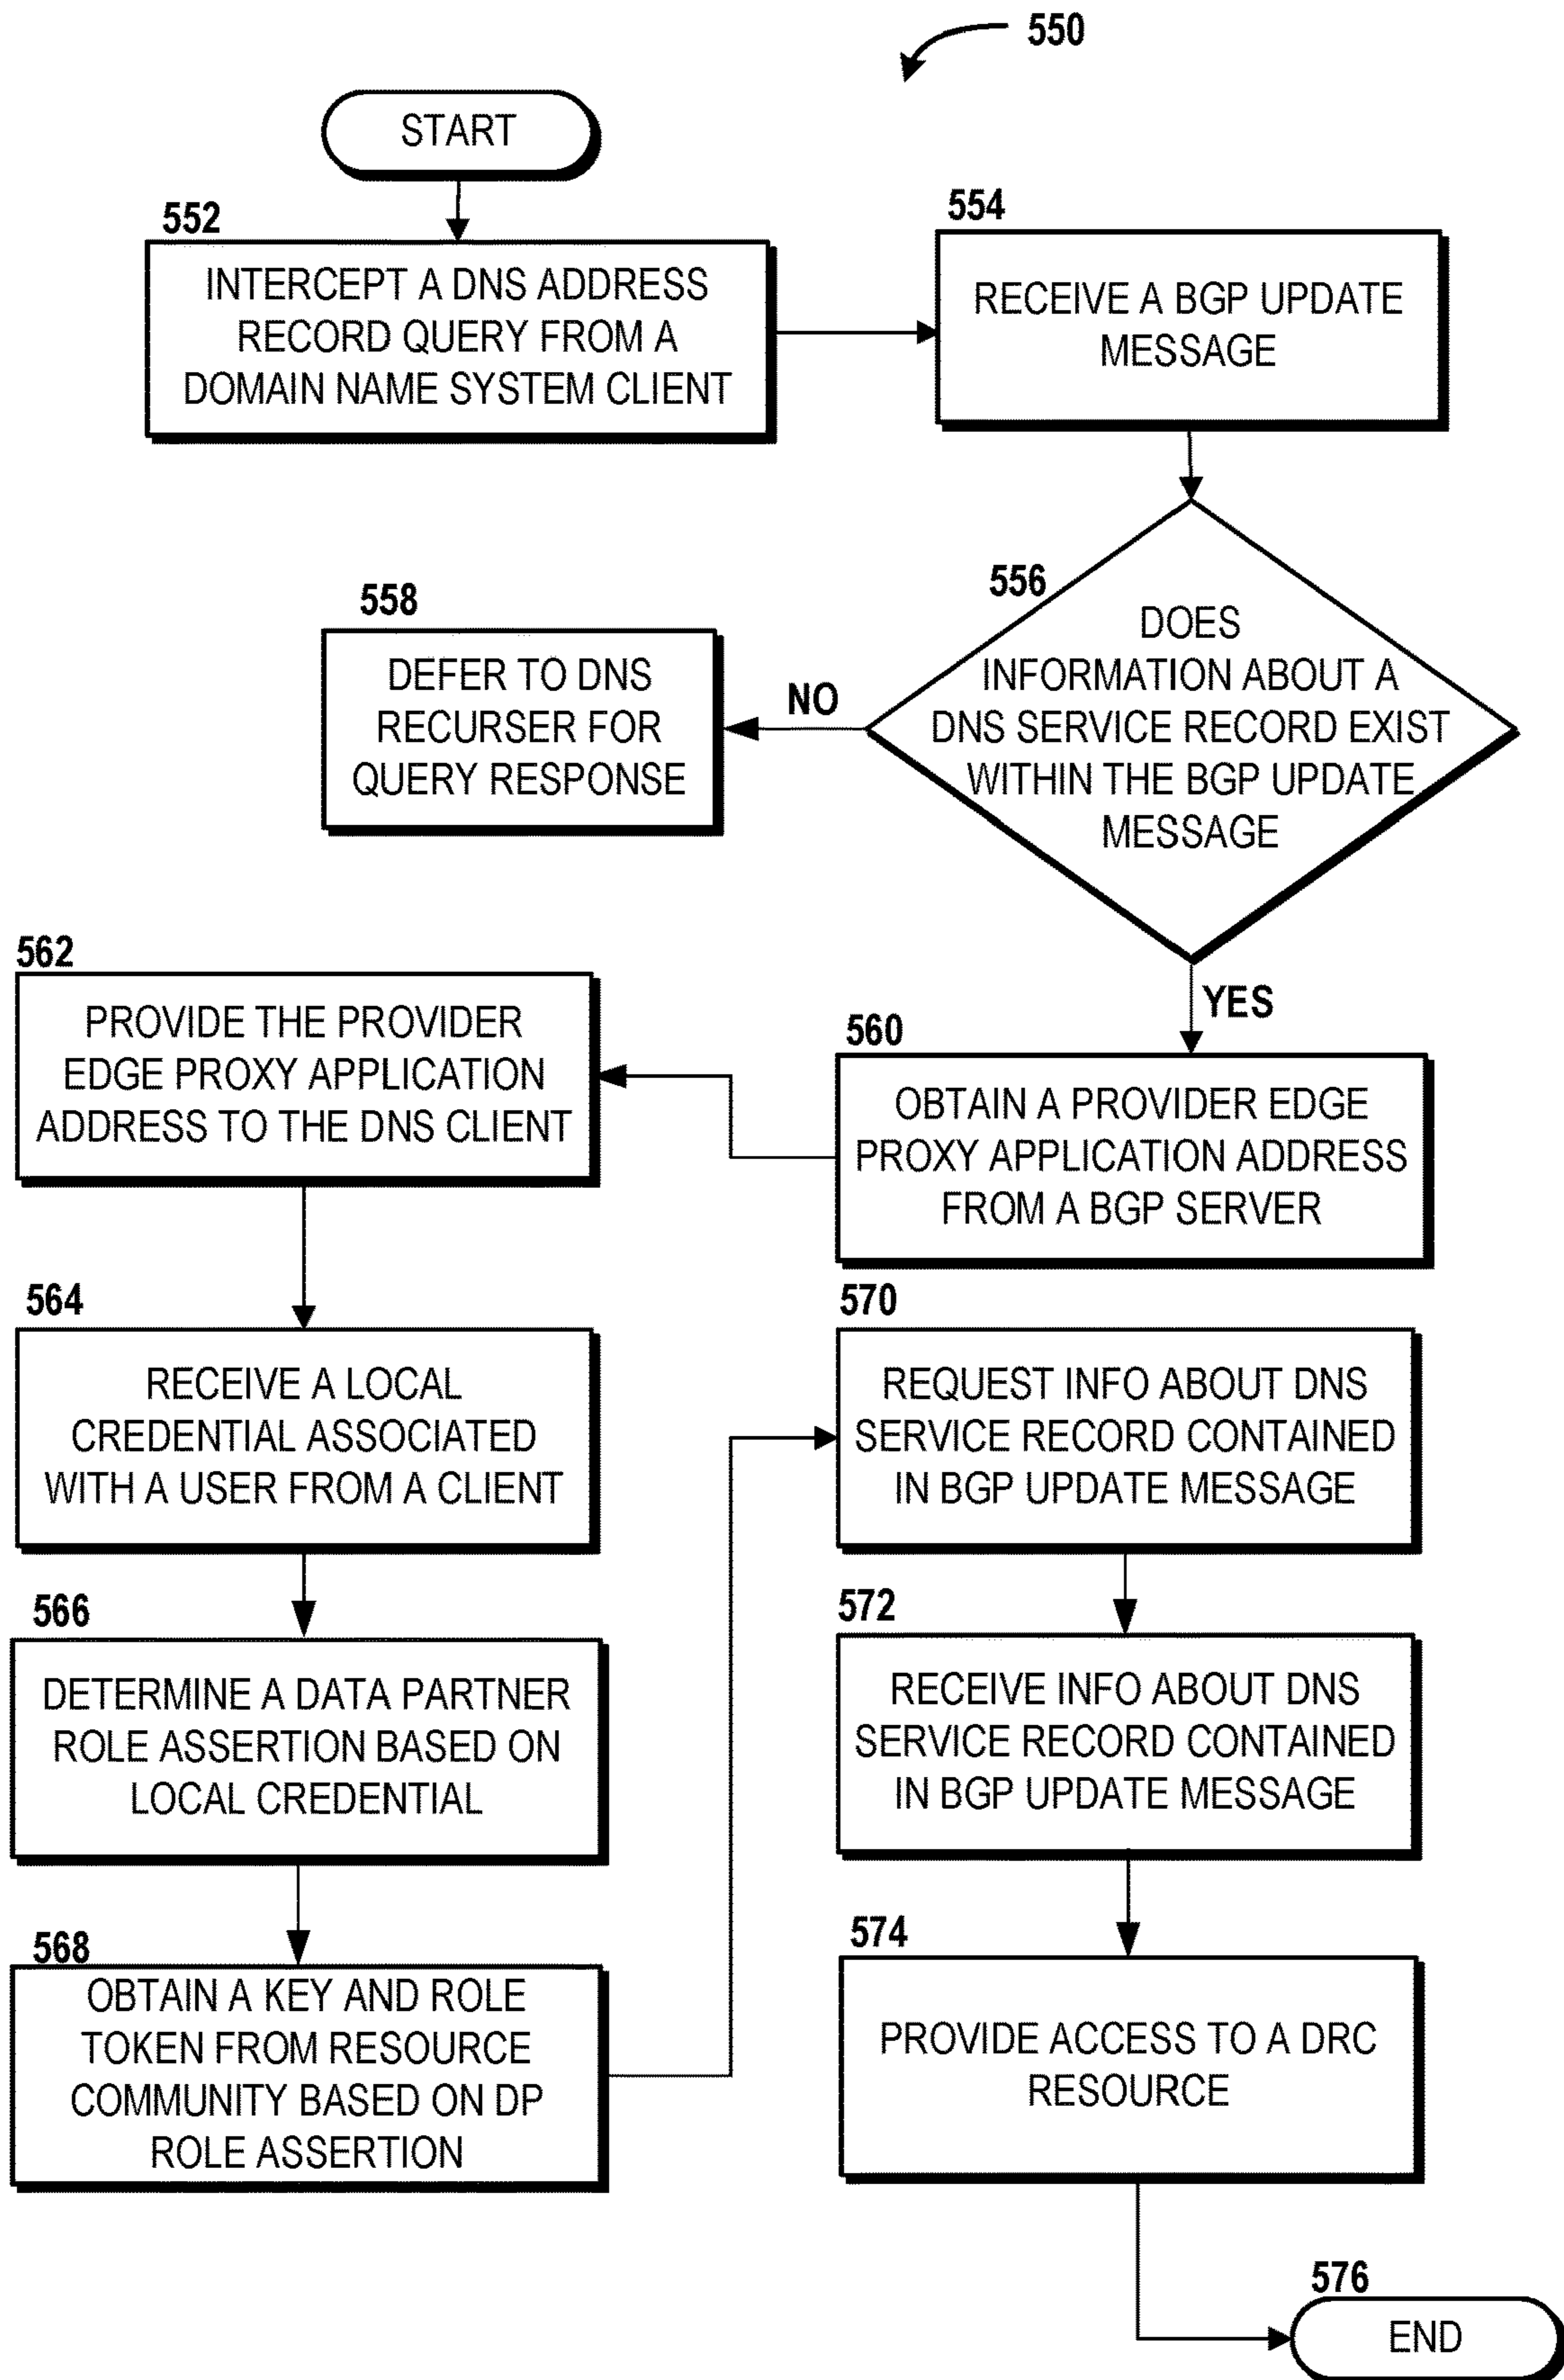 550
START
552
INTERCEPT A DNS ADDRESS
RECORD QUERY FROM A
DOMAIN NAME SYSTEM CLIENT
554
RECEIVE A BGP UPDATE
MESSAGE
556
DOES
INFORMATION ABOUT A
DNS SERVICE RECORD EXIST
WITHIN THE BGP UPDATE
MESSAGE
NO
558
DEFER TO DNS
RECURSER FOR
QUERY RESPONSE
YES
560
OBTAIN A PROVIDER EDGE
PROXY APPLICATION ADDRESS
FROM A BGP SERVER
562
PROVIDE THE PROVIDER
EDGE PROXY APPLICATION
ADDRESS TO THE DNS CLIENT
564
RECEIVE A LOCAL
CREDENTIAL ASSOCIATED
WITH A USER FROM A CLIENT
566
DETERMINE A DATA PARTNER
ROLE ASSERTION BASED ON
LOCAL CREDENTIAL
568
OBTAIN A KEY AND ROLE
TOKEN FROM RESOURCE
COMMUNITY BASED ON DP
ROLE ASSERTION
570
REQUEST INFO ABOUT DNS
SERVICE RECORD CONTAINED
IN BGP UPDATE MESSAGE
572
RECEIVE INFO ABOUT DNS
SERVICE RECORD CONTAINED
IN BGP UPDATE MESSAGE
574
PROVIDE ACCESS TO A DRC
RESOURCE
576
END